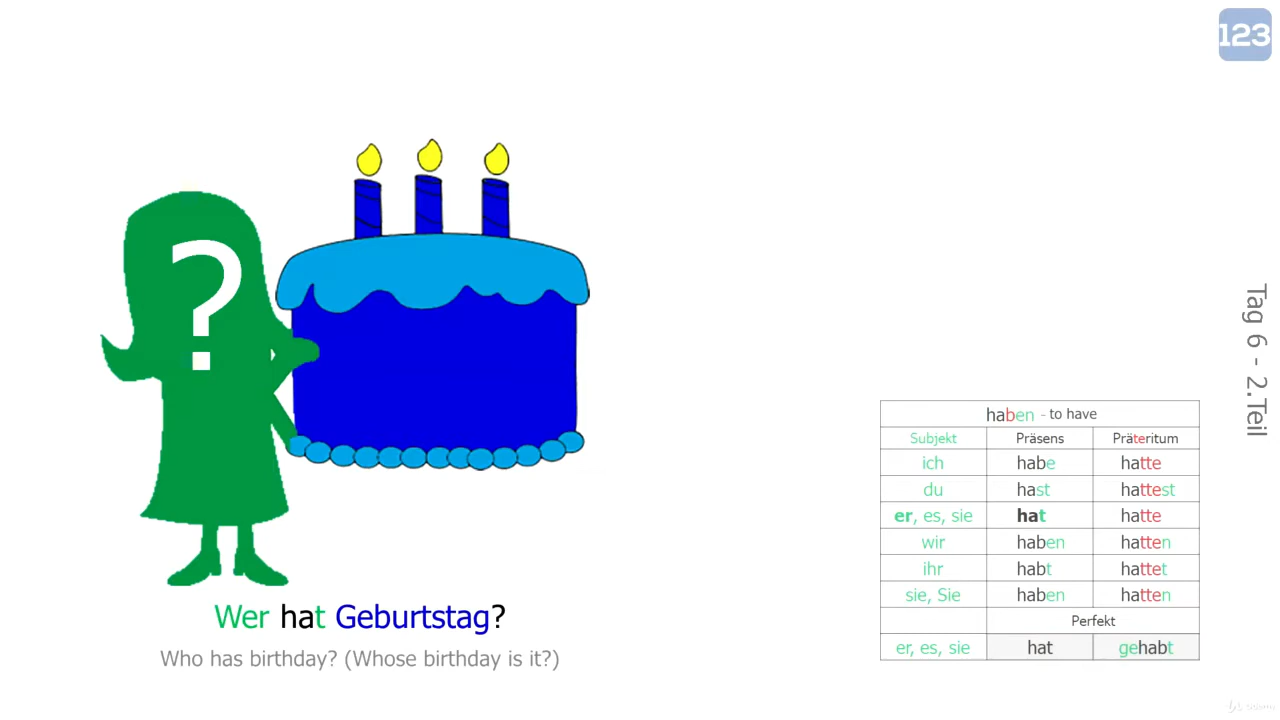 123
?
Wer hat Geburtstag?
Who has birthday? (Whose birthday is it?)
Tag 6 - 2.Teil
haben - to have
Subjekt Präsens Präteritum
ich habe hatte
du hast hattest
er, es, sie hat hatte
wir haben hatten
ihr habt hattet
sie, Sie haben hatten
Perfekt
er, es, sie hat gehabt